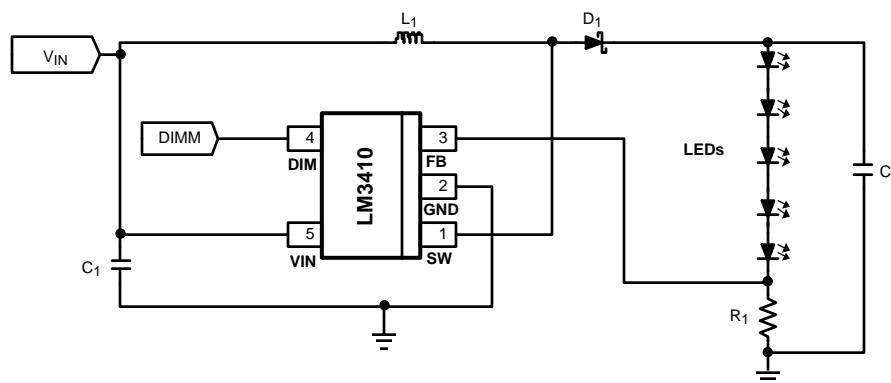 L1
D1
VIN
DIMM
4
3
DIM
FB
LEDs
LM3410
2
GND
C
5
1
VIN
SW
C1
R1